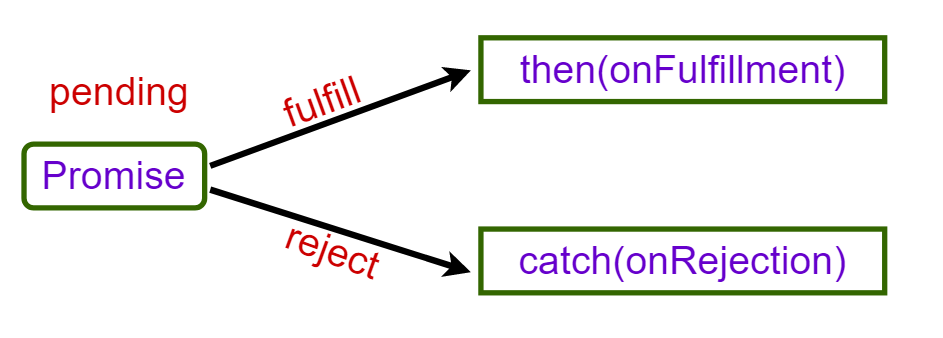 pending
Promise
fulfill
reject
then(onFulfillment)
catch(onRejection)